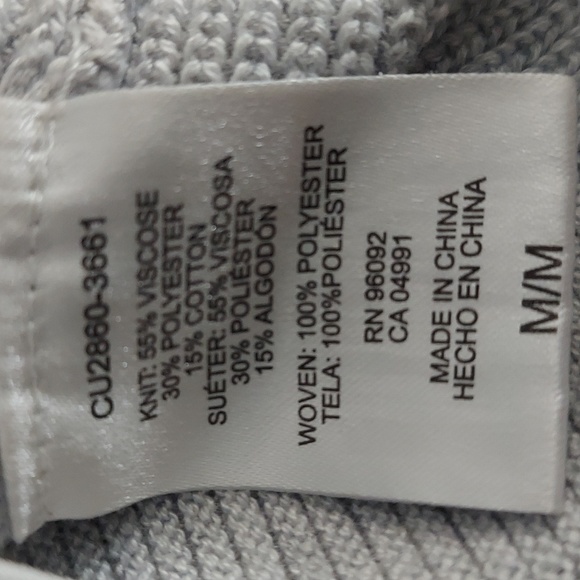 CU2860-3661
KNIT: 55% VISCOSE
30% POLYESTER
15% COTTON
SUÉTER: 55% VISCOSA
30% POLIÉSTER
15% ALGODÓN
WOVEN: 100% POLYESTER
TELA: 100%POLIÉSTER
RN 96092
CA 04991
MADE IN CHINA
HECHO EN CHINA
M/M